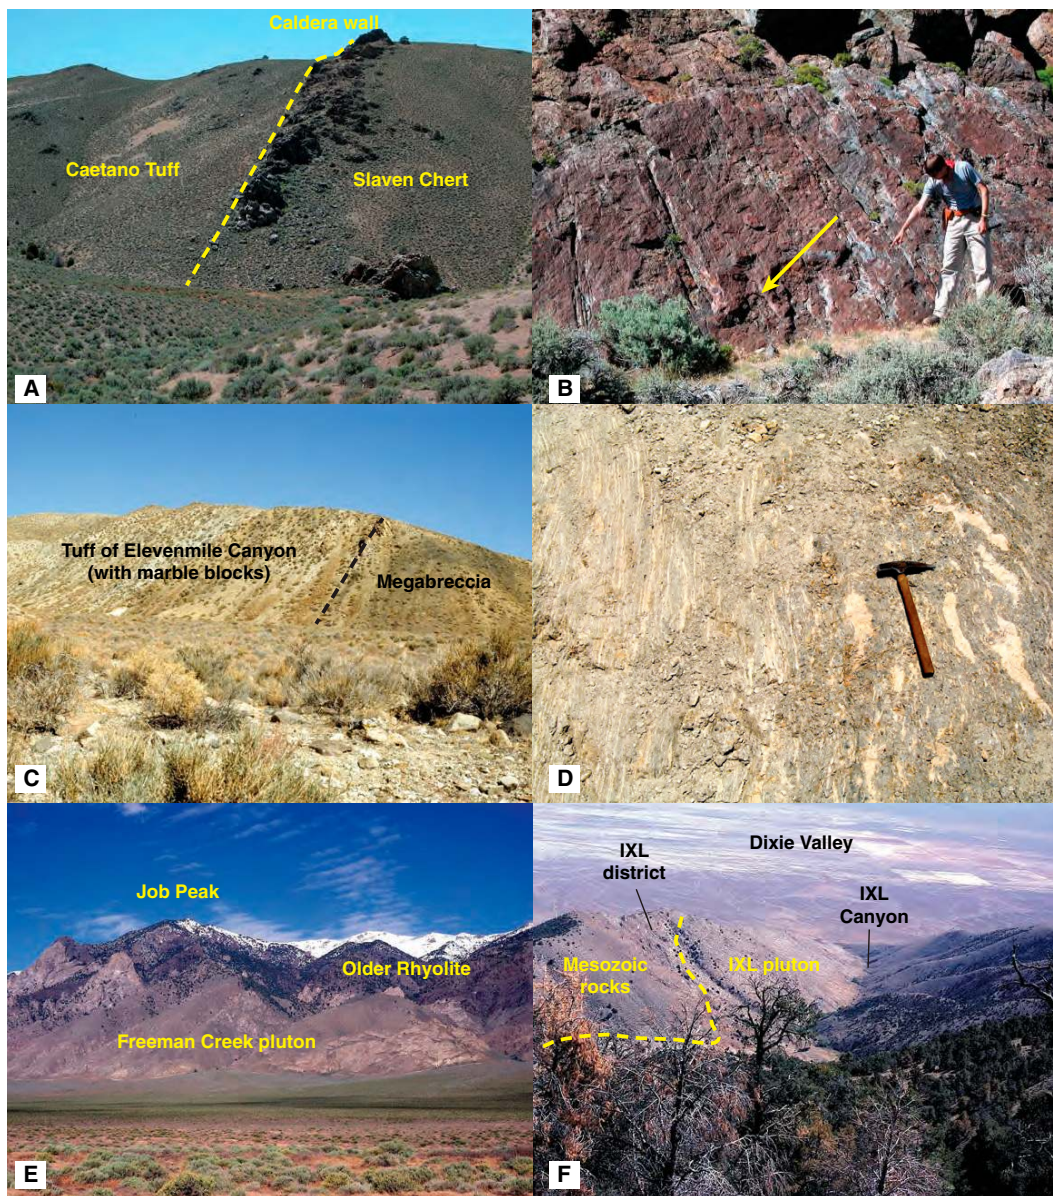 Caldera wall
Caetano Tuff
Slaven Chert
A
B
Tuff of Elevenmile Canyon
(with marble blocks)
Megabreccia
C
D
Job Peak
Older Rhyolite
Freeman Creek pluton
E
Dixie Valley
IXL
district
IXL
Canyon
Mesozoic
rocks
IXL pluton
F